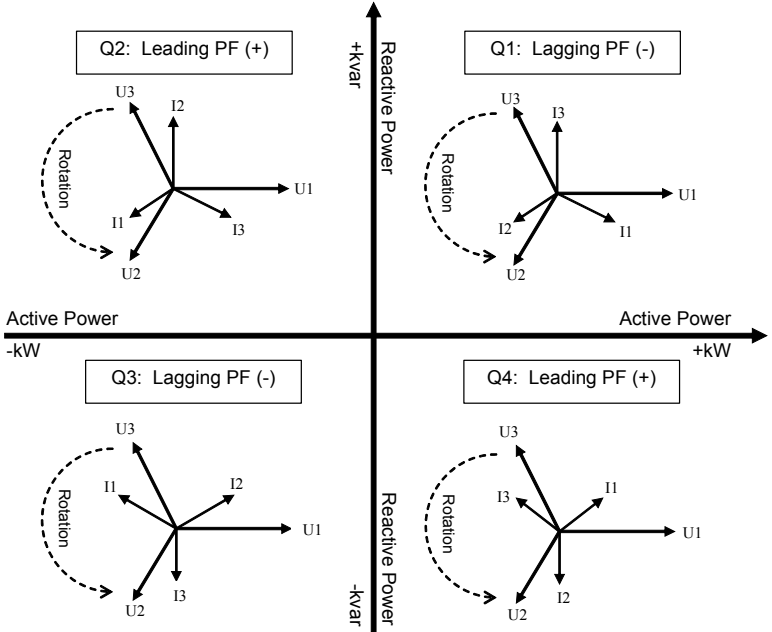 Q2: Leading PF (+)
U3
I2
Rotation
U1
I1
I3
U2
+kvar
Reactive Power
Q1: Lagging PF (-)
U3
I3
Rotation
U1
I2
I1
U2
Active Power
-kW
Active Power
+kW
Q3: Lagging PF (-)
U3
I1
I2
Rotation
U1
I3
U2
-kvar
Reactive Power
Q4: Leading PF (+)
U3
I3
I1
Rotation
U1
I2
U2